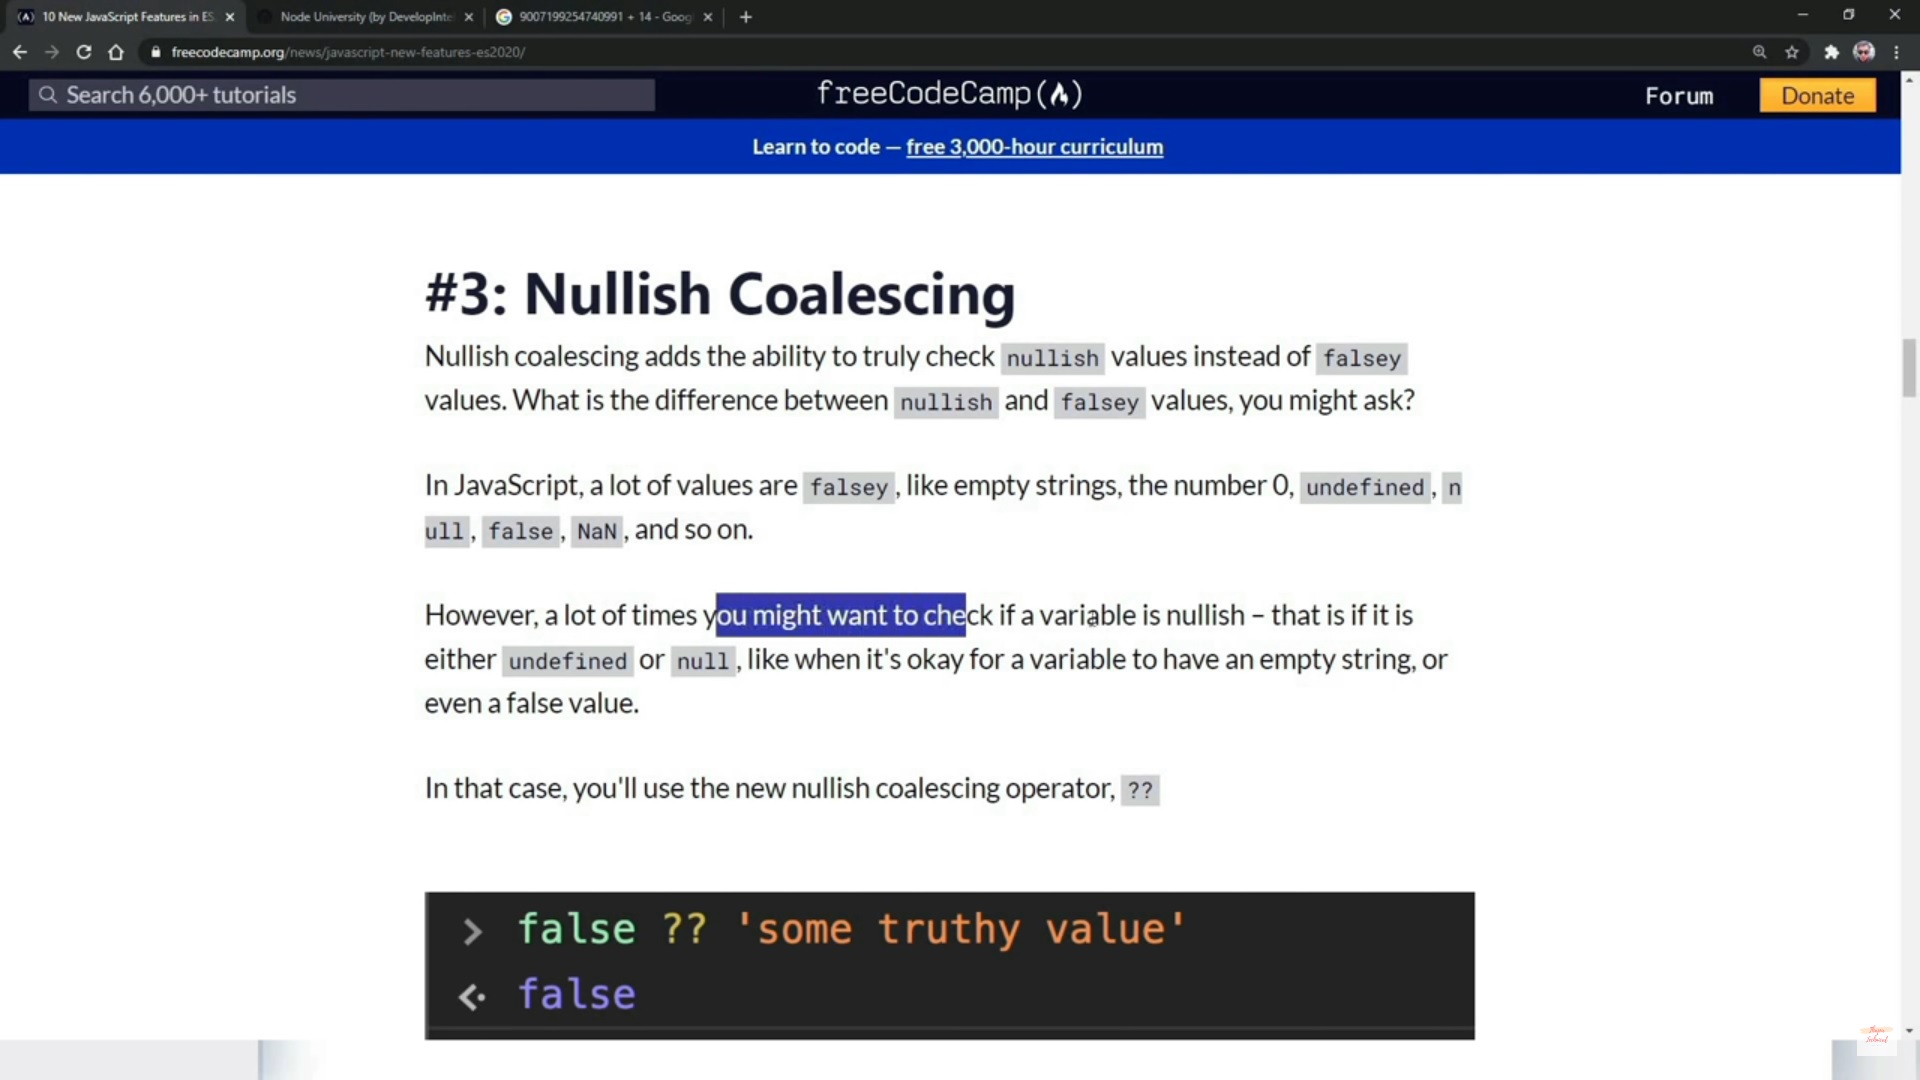 10 New JavaScript Features in ES
Node University (by DevelopInte
9007199254740991 + 14 - Goog
freecodecamp.org/news/javascript-new-features-es2020/
Search 6,000+ tutorials
freeCodeCamp
Forum
Donate
Learn to code — free 3,000-hour curriculum
#3: Nullish Coalescing
Nullish coalescing adds the ability to truly check nullish values instead of falsey
values. What is the difference between nullish and falsey values, you might ask?
In JavaScript, a lot of values are falsey, like empty strings, the number 0, undefined, n
ull, false, NaN, and so on.
However, a lot of times you might want to check if a variable is nullish – that is if it is
either undefined or null, like when it's okay for a variable to have an empty string, or
even a false value.
In that case, you'll use the new nullish coalescing operator, ??
> false ?? 'some truthy value'
false